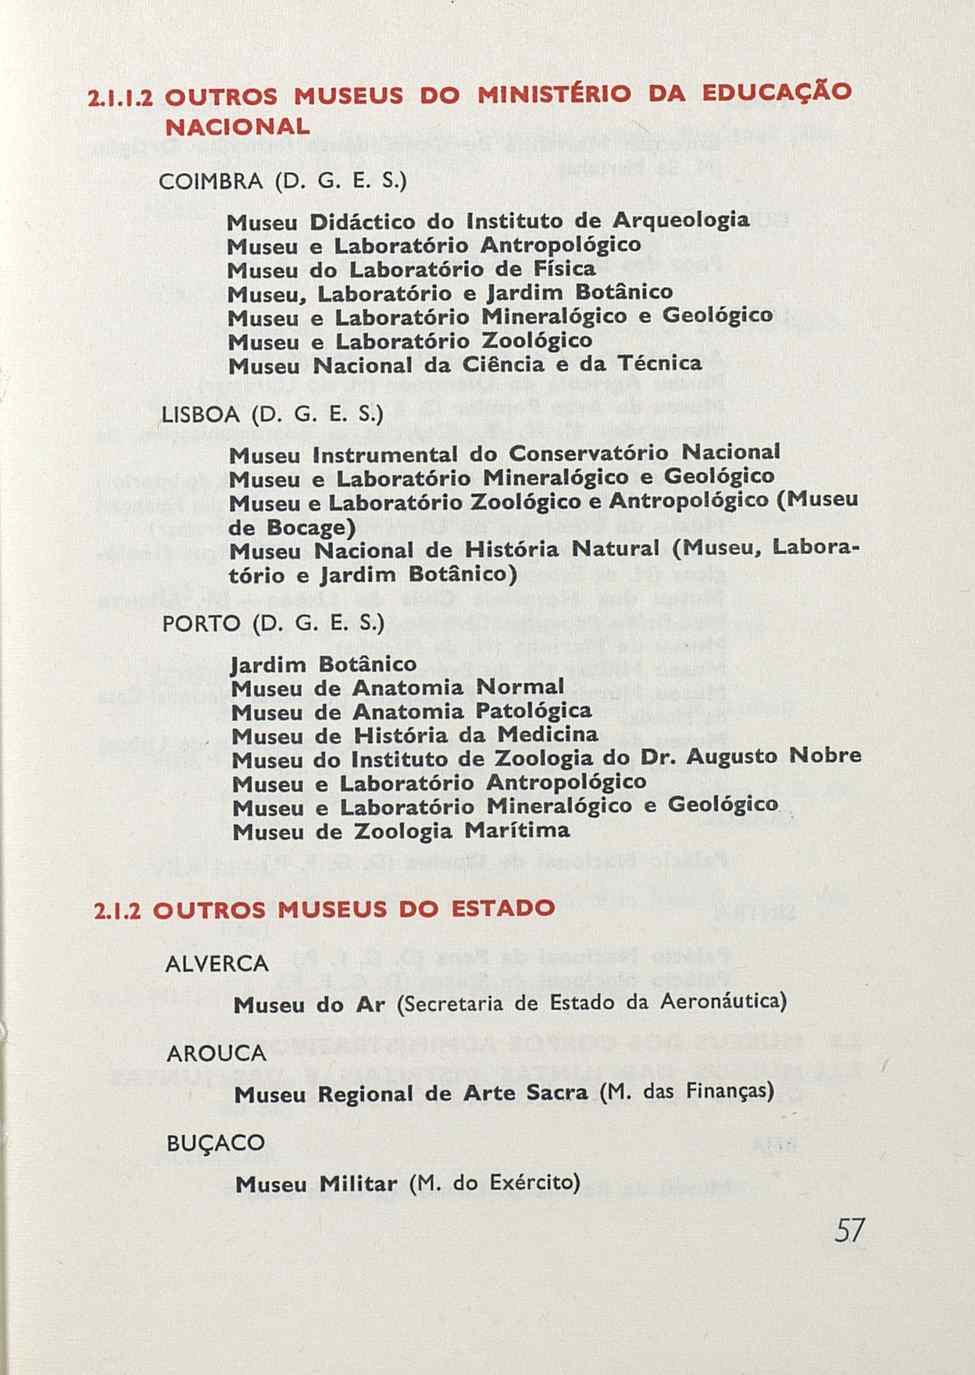 2.1.1.2 OUTROS MUSEUS DO MINISTÉRIO DA EDUCAÇÃO
NACIONAL
COIMBRA (D. G. E. S.)
Museu Didáctico do Instituto de Arqueologia
Museu e Laboratório Antropológico
Museu do Laboratório de Física
Museu, Laboratório e Jardim Botânico
Museu e Laboratório Mineralógico e Geológico
Museu e Laboratório Zoológico
Museu Nacional da Ciência e da Técnica
LISBOA (D. G. E. S.)
Museu Instrumental do Conservatório Nacional
Museu e Laboratório Mineralógico e Geológico
Museu e Laboratório Zoológico e Antropológico (Museu
de Bocage)
Museu Nacional de História Natural (Museu, Labora-
tório e Jardim Botânico)
PORTO (D. G. E. S.)
Jardim Botânico
Museu de Anatomia Normal
Museu de Anatomia Patológica
Museu de História da Medicina
Museu do Instituto de Zoologia do Dr. Augusto Nobre
Museu e Laboratório Antropológico
Museu e Laboratório Mineralógico e Geológico
Museu de Zoologia Marítima
2.1.2 OUTROS MUSEUS DO ESTADO
ALVERCA
Museu do Ar (Secretaria de Estado da Aeronáutica)
AROUCA
Museu Regional de Arte Sacra (M. das Finanças)
BUÇACO
Museu Militar (M. do Exército)
57